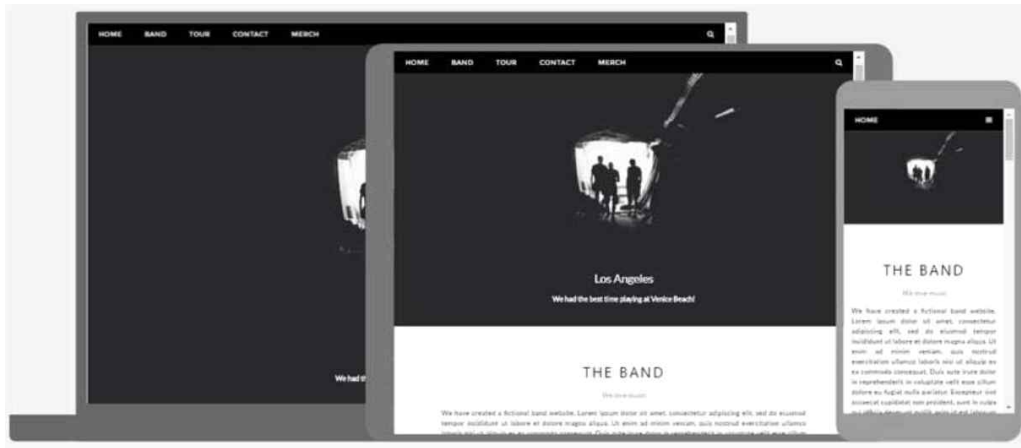 HOME BAND TOUR CONTACT MERCH
We had th
HOME BAND TOUR CONTACT MERCH
Los Angeles
We had the best time playing at Venice Beach!
THE BAND
We love music
We have created a fictional band website. Lorem ipsum dolor sit amet, consectetur adipiscing elit, sed do eiusmod
tempor incididunt ut labore et dolore magna aliqua. Ut enim ad minim veniam, quis nostrud exercitation ullamco
HOME
THE BAND
We love music
We have created a fictional band website.
Lorem ipsum dolor sit amet, consectetur
adipiscing elit, sed do eiusmod tempor
incididunt ut labore et dolore magna aliqua. Ut
enim ad minim veniam, quis nostrud
exercitation ullamco laboris nisi ut aliquip ex
ea commodo consequat. Duis aute irure dolor
in reprehenderit in voluptate velit esse cillum
dolore eu fugiat nulla pariatur. Excepteur sint
occaecat cupidatat non proident, sunt in culpa